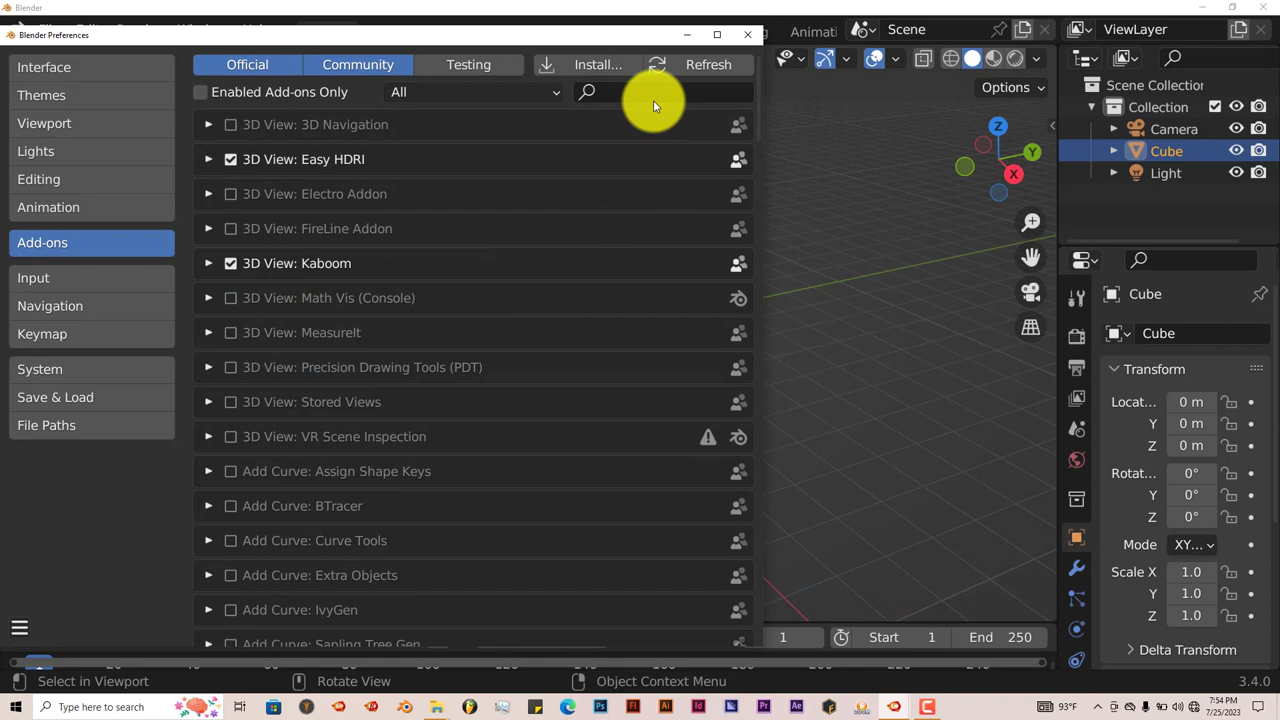 Blender
Animati
Scene
ViewLayer
Blender Preferences
Interface
Themes
Viewport
Lights
Editing
Animation
Add-ons
Input
Navigation
Keymap
System
Save & Load
File Paths
Official Community Testing Install... Refresh
Enabled Add-ons Only All
3D View: 3D Navigation
3D View: Easy HDRI
3D View: Electro Addon
3D View: FireLine Addon
3D View: Kaboom
3D View: Math Vis (Console)
3D View: MeasureIt
3D View: Precision Drawing Tools (PDT)
3D View: Stored Views
3D View: VR Scene Inspection
Add Curve: Assign Shape Keys
Add Curve: BTracer
Add Curve: Curve Tools
Add Curve: Extra Objects
Add Curve: IvyGen
Add Curve: Sapling Tree Gen
Options
Z
Y
X
Scene Collection
Collection
Camera
Cube
Light
Cube
Cube
Transform
Locat... 0 m
Y 0 m
Z 0 m
Rotat... 0°
Y 0°
Z 0°
Mode XY...
Scale X 1.0
Y 1.0
Z 1.0
Delta Transform
1 Start 1 End 250
Select in Viewport Rotate View Object Context Menu 3.4.0
Type here to search
93°F
7:54 PM
7/25/2023